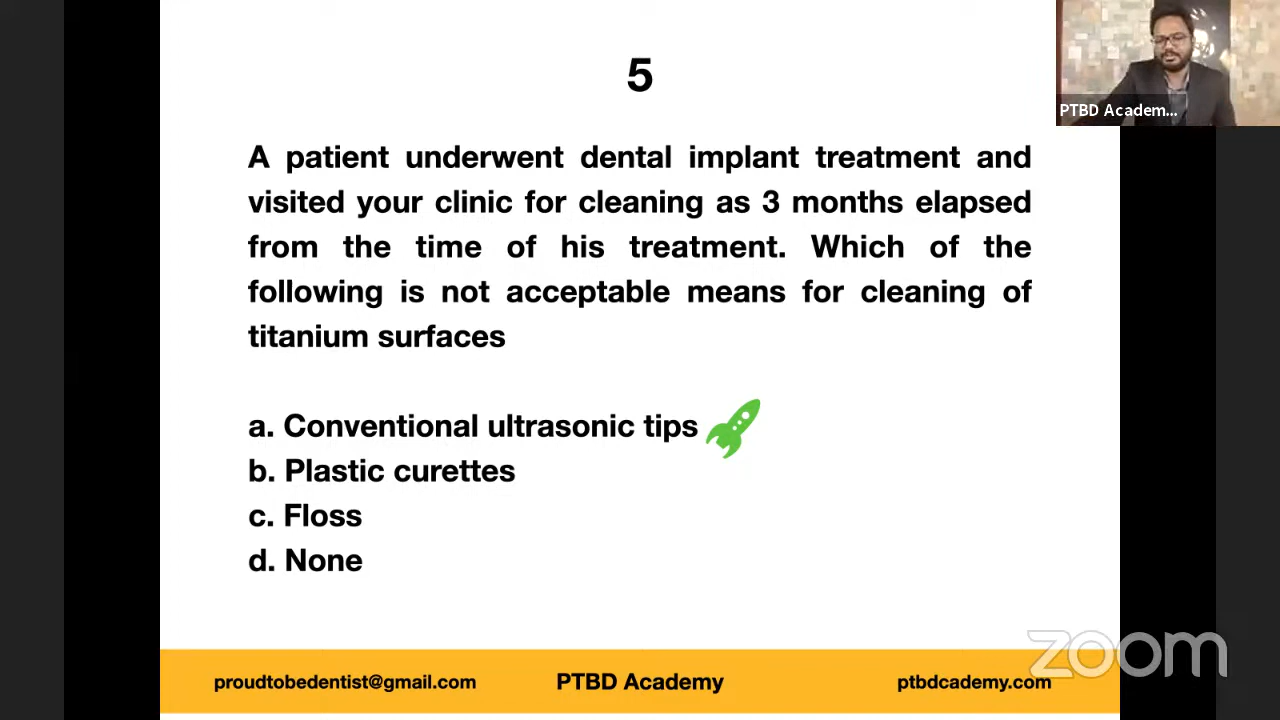 5
PTBD Academ...
A patient underwent dental implant treatment and
visited your clinic for cleaning as 3 months elapsed
from the time of his treatment. Which of the
following is not acceptable means for cleaning of
titanium surfaces
a. Conventional ultrasonic tips
b. Plastic curettes
c. Floss
d. None
zoom
proudtobedentist@gmail.com PTBD Academy ptbdcademy.com